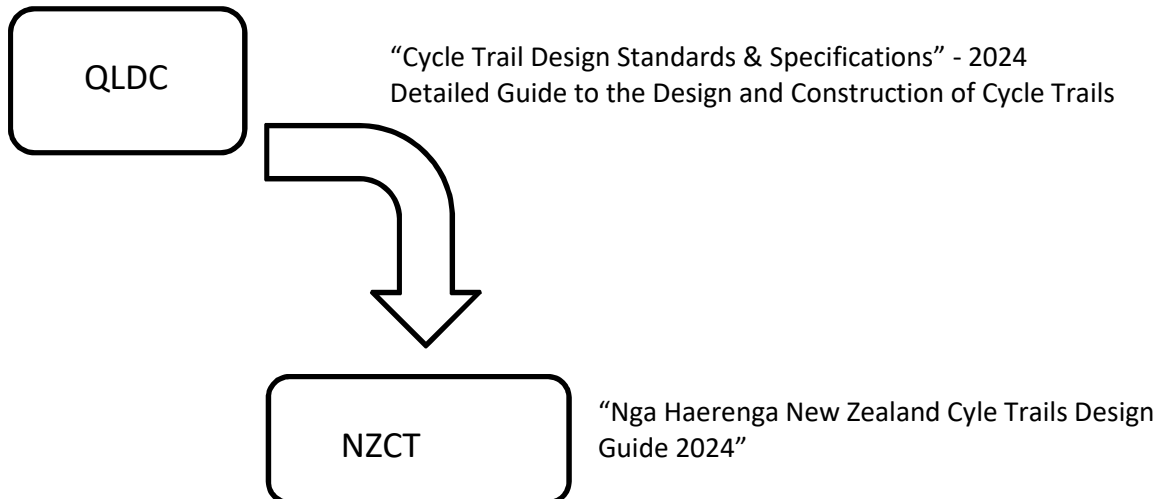 QLDC
“Cycle Trail Design Standards & Specifications” - 2024
Detailed Guide to the Design and Construction of Cycle Trails
NZCT
“Nga Haerenga New Zealand Cyle Trails Design
Guide 2024”